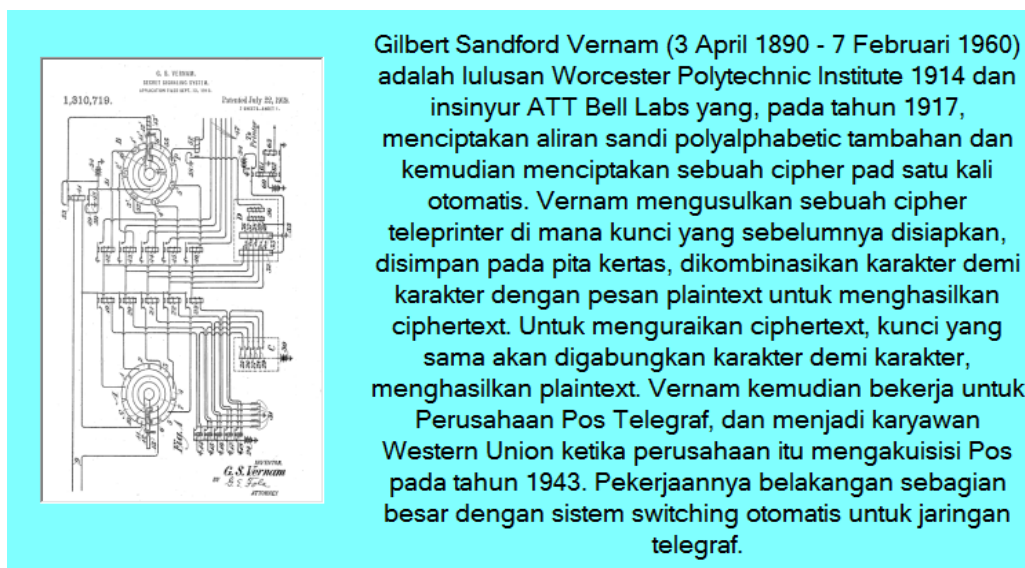 G. S. VERNAM.
SECRET SIGNALING SYSTEM.
1,310,719.
Patented July 22, 1919.
Fig. 1
INVENTOR
G. S. Vernam
BY
ATTORNEY
Gilbert Sandford Vernam (3 April 1890 - 7 Februari 1960)
adalah lulusan Worcester Polytechnic Institute 1914 dan
insinyur ATT Bell Labs yang, pada tahun 1917,
menciptakan aliran sandi polyalphabetic tambahan dan
kemudian menciptakan sebuah cipher pad satu kali
otomatis. Vernam mengusulkan sebuah cipher
teleprinter di mana kunci yang sebelumnya disiapkan,
disimpan pada pita kertas, dikombinasikan karakter demi
karakter dengan pesan plaintext untuk menghasilkan
ciphertext. Untuk menguraikan ciphertext, kunci yang
sama akan digabungkan karakter demi karakter,
menghasilkan plaintext. Vernam kemudian bekerja untuk
Perusahaan Pos Telegraf, dan menjadi karyawan
Western Union ketika perusahaan itu mengakuisisi Pos
pada tahun 1943. Pekerjaannya belakangan sebagian
besar dengan sistem switching otomatis untuk jaringan
telegraf.